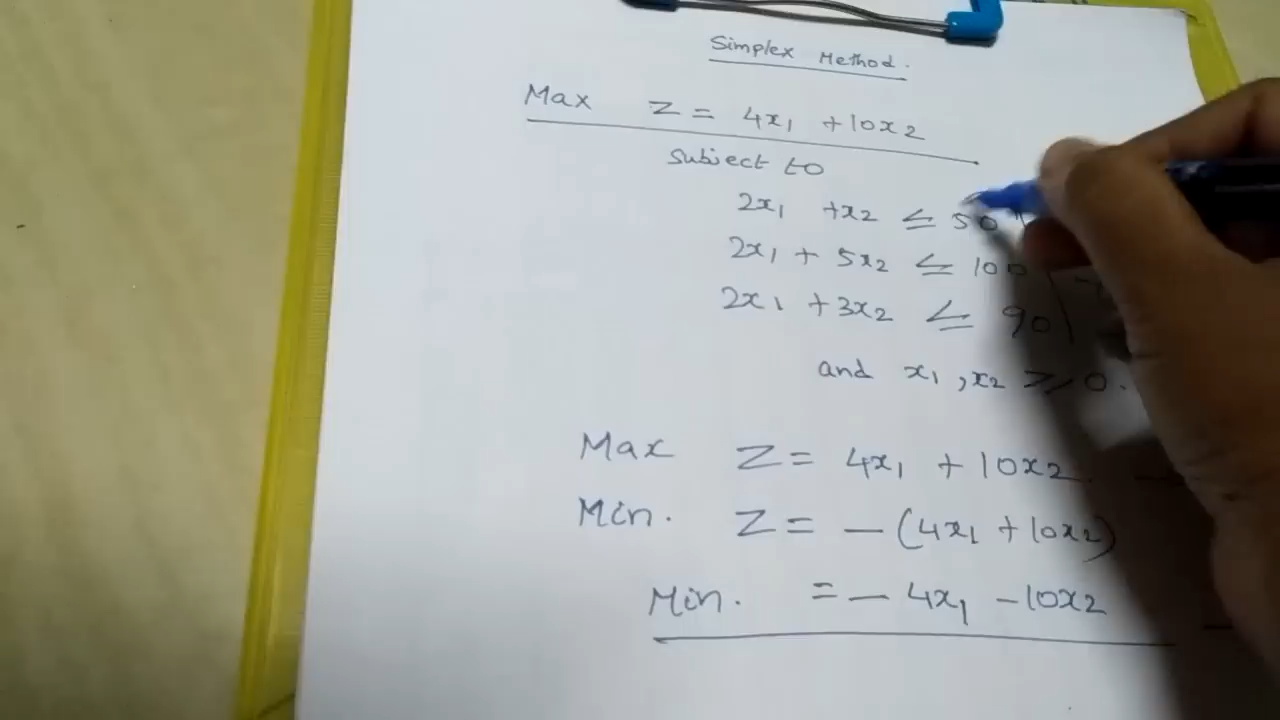 Simplex Method.
Max Z = 4x₁ + 10x₂
Subject to
2x₁ + x₂ ≤ 50
2x₁ + 5x₂ ≤ 100
2x₁ + 3x₂ ≤ 90
and x₁, x₂ ≥ 0.
Max Z = 4x₁ + 10x₂
Min. Z = — (4x₁ + 10x₂)
Min. = — 4x₁ - 10x₂